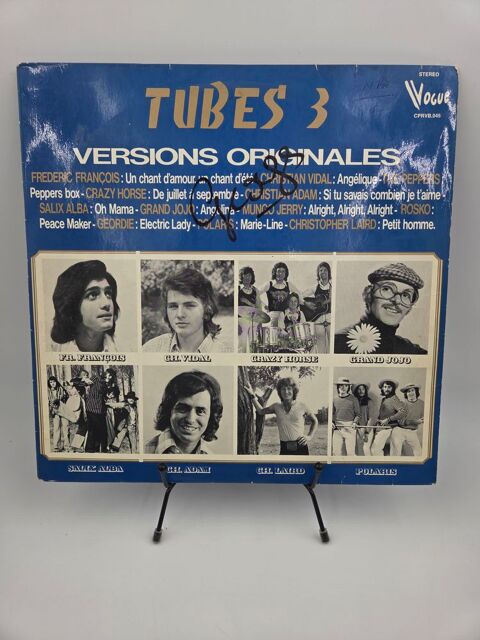 STEREO
VOGUE
CPRVB.046
TUBES 3
VERSIONS ORIGINALES
FREDERIC FRANÇOIS : Un chant d'amour, un chant d'été - CHRISTIAN VIDAL : Angélique - THE PEPPERS :
Peppers box - CRAZY HORSE : De juillet à septembre - CHRISTIAN ADAM : Si tu savais combien je t'aime -
SALIX ALBA : Oh Mama - GRAND JOJO : Angelina - MUNGO JERRY : Alright, Alright, Alright - ROSKO :
Peace Maker - GEORDIE : Electric Lady - POLARIS : Marie-Line - CHRISTOPHER LAIRD : Petit homme.
FR. FRANÇOIS
CH. VIDAL
CRAZY HORSE
GRAND JOJO
SALIX ALBA
CH. ADAM
CH. LAIRD
POLARIS